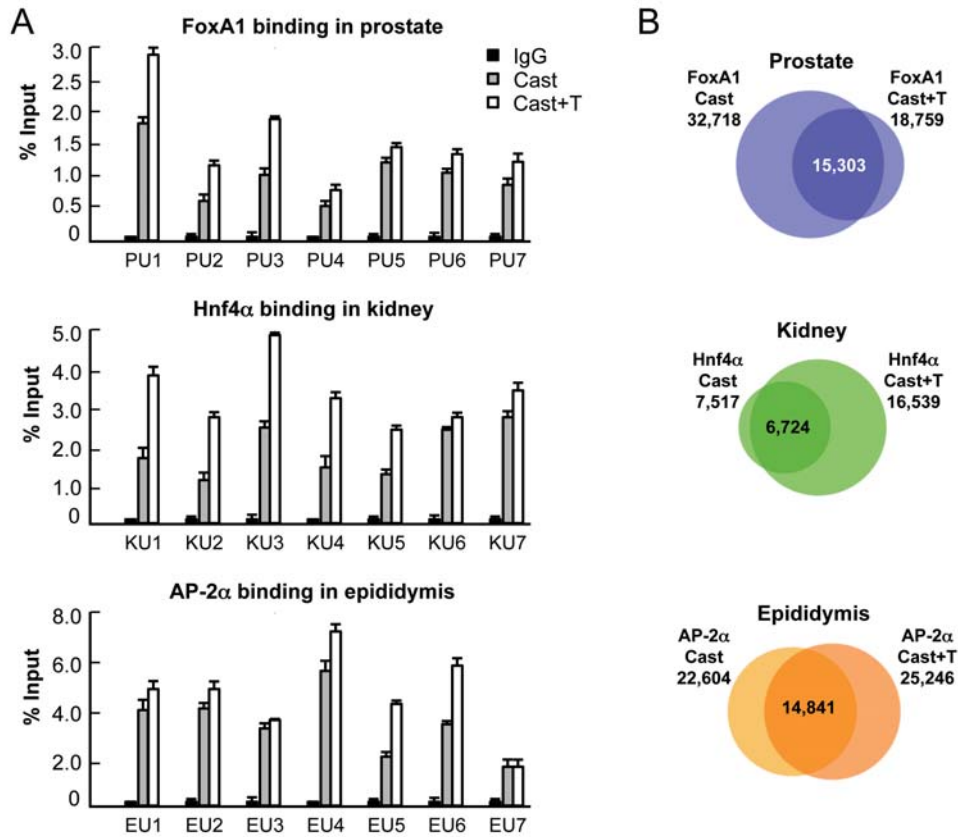 A
FoxA1 binding in prostate
IgG
Cast
Cast+T
% Input
3.0
2.0
1.5
1.0
0.5
0
PU1 PU2 PU3 PU4 PU5 PU6 PU7
Hnf4α binding in kidney
% Input
5.0
4.0
3.0
2.0
1.0
0
KU1 KU2 KU3 KU4 KU5 KU6 KU7
AP-2α binding in epididymis
% Input
8.0
6.0
4.0
2.0
0
EU1 EU2 EU3 EU4 EU5 EU6 EU7
B
Prostate
FoxA1
Cast
32,718
FoxA1
Cast+T
18,759
15,303
Kidney
Hnf4α
Cast
7,517
Hnf4α
Cast+T
16,539
6,724
Epididymis
AP-2α
Cast
22,604
AP-2α
Cast+T
25,246
14,841